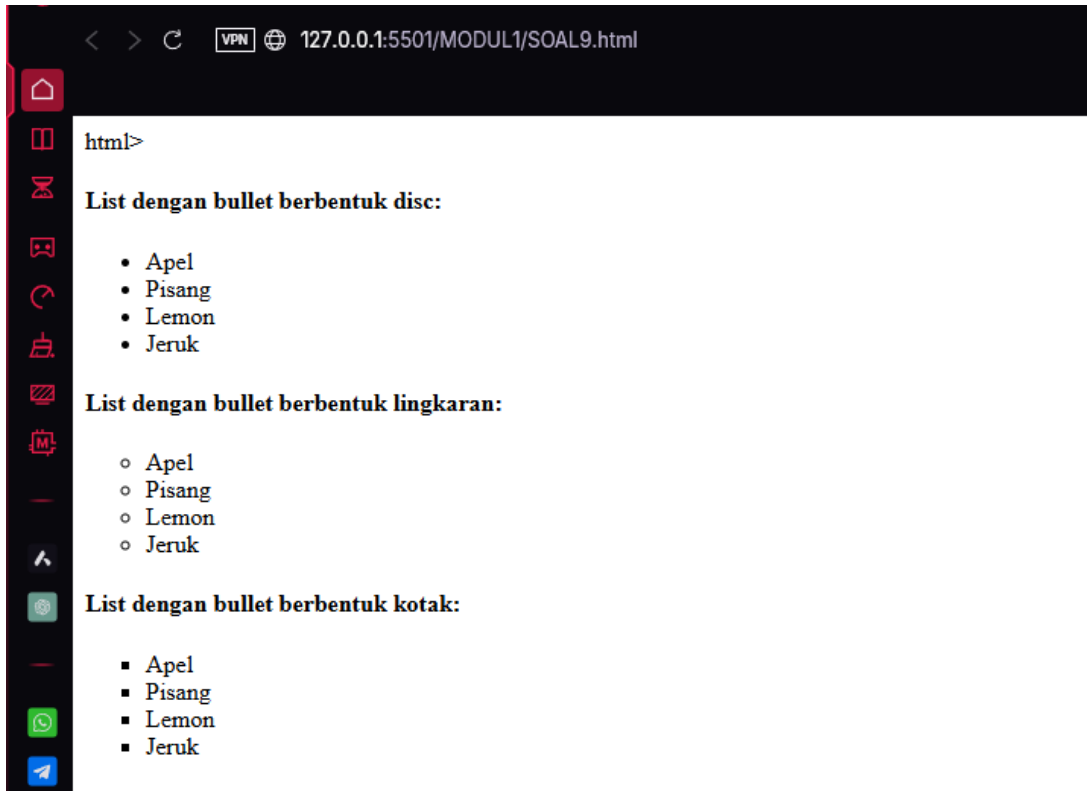 VPN 127.0.0.1:5501/MODUL1/SOAL9.html
html>
List dengan bullet berbentuk disc:
• Apel
• Pisang
• Lemon
• Jeruk
List dengan bullet berbentuk lingkaran:
○ Apel
○ Pisang
○ Lemon
○ Jeruk
M
List dengan bullet berbentuk kotak:
▪ Apel
▪ Pisang
▪ Lemon
▪ Jeruk